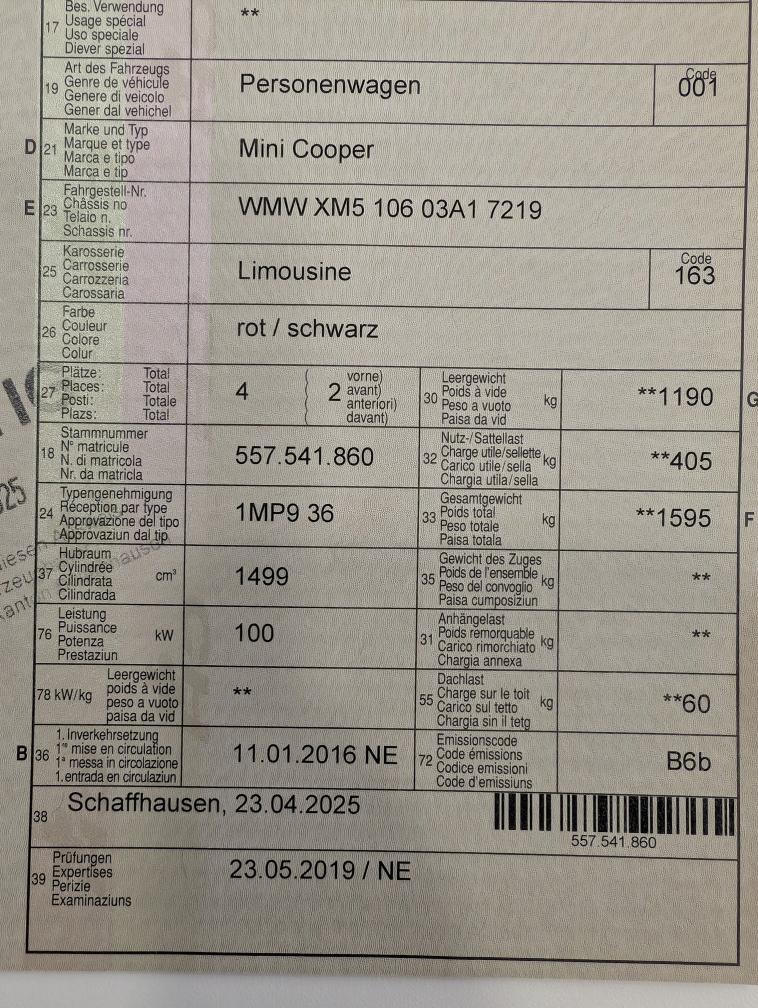 17 Bes. Verwendung
Usage spécial
Uso speciale
Diever spezial
**
19 Art des Fahrzeugs
Genre de véhicule
Genere di veicolo
Gener dal vehichel
Personenwagen
Code
001
D 21 Marke und Typ
Marque et type
Marca e tipo
Marca e tip
Mini Cooper
E 23 Fahrgestell-Nr.
Châssis no
Telaio n.
Schassis nr.
WMW XM5 106 03A1 7219
25 Karosserie
Carrosserie
Carrozzeria
Carossaria
Limousine
Code
163
26 Farbe
Couleur
Colore
Colur
rot / schwarz
27 Plätze: Total
Places: Total
Posti: Totale
Plazs: Total
4 ( 2 vorne)
avant)
anteriori)
davant)
30 Leergewicht
Poids à vide
Peso a vuoto
Paisa da vid
kg
**1190 G
18 Stammnummer
N° matricule
N. di matricola
Nr. da matricla
557.541.860
32 Nutz-/Sattellast
Charge utile/sellette
Carico utile/sella
Chargia utila/sella
kg
**405
24 Typengenehmigung
Réception par type
Approvazione del tipo
Approvaziun dal tip
1MP9 36
33 Gesamtgewicht
Poids total
Peso totale
Paisa totala
kg
**1595 F
37 Hubraum
Cylindrée
Cilindrata
Cilindrada
cm³
1499
35 Gewicht des Zuges
Poids de l'ensemble
Peso del convoglio
Paisa cumposiziun
kg
**
76 Leistung
Puissance
Potenza
Prestaziun
kW
100
31 Anhängelast
Poids remorquable
Carico rimorchiato
Chargia annexa
kg
**
78 kW/kg Leergewicht
poids à vide
peso a vuoto
paisa da vid
**
55 Dachlast
Charge sur le toit
Carico sul tetto
Chargia sin il tetg
kg
**60
B 36 1. Inverkehrsetzung
1re mise en circulation
1a messa in circolazione
1. entrada en circulaziun
11.01.2016 NE
72 Emissionscode
Code émissions
Codice emissioni
Code d'emissiuns
B6b
38 Schaffhausen, 23.04.2025
557.541.860
39 Prüfungen
Expertises
Perizie
Examinaziuns
23.05.2019 / NE